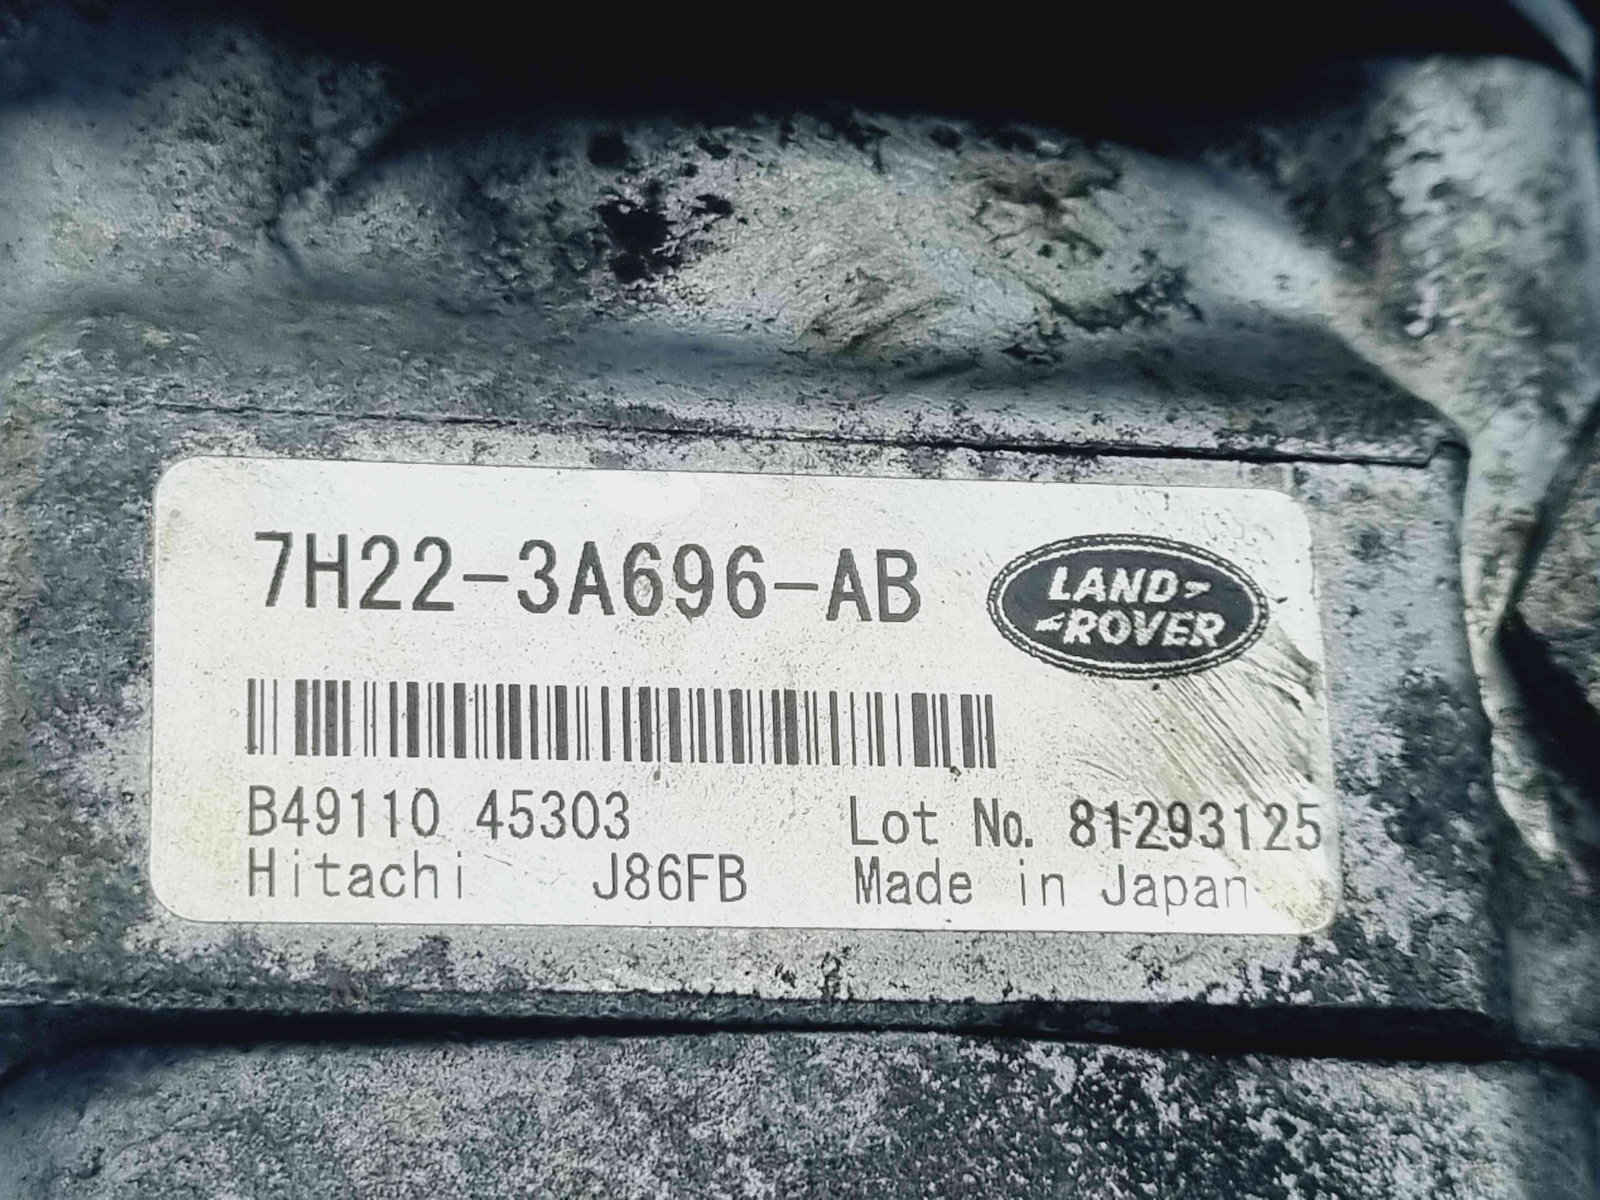 7H22-3A696-AB
LAND-
-ROVER
B49110 45303
Lot No. 81293125
Hitachi J86FB
Made in Japan